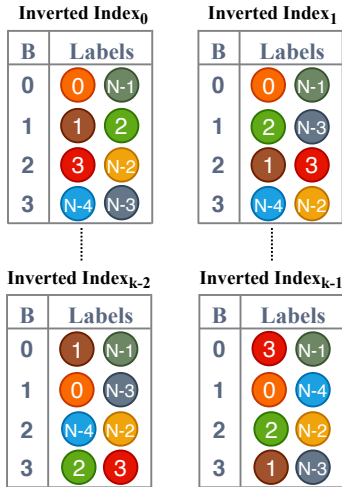 Inverted Index0 Inverted Index1
B Labels B Labels
0 0 N-1 0 0 N-1
1 1 2 1 2 N-3
2 3 N-2 2 1 3
3 N-4 N-3 3 N-4 N-2
Inverted Indexk-2 Inverted Indexk-1
B Labels B Labels
0 1 N-1 0 3 N-1
1 0 N-3 1 0 N-4
2 N-4 N-2 2 2 N-2
3 2 3 3 1 N-3